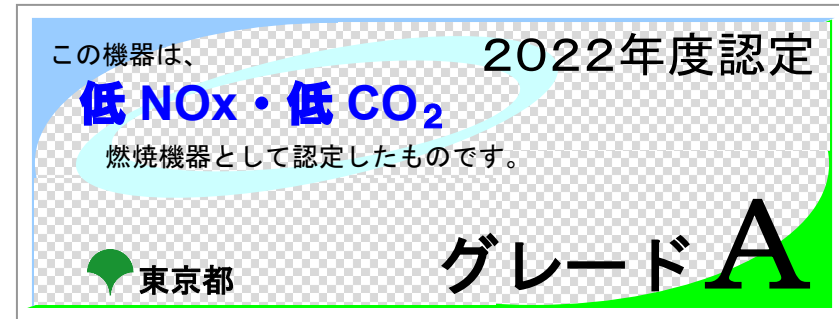 この機器は、
2022年度認定
低 NOx・低 CO₂
燃焼機器として認定したものです。
東京都
グレードA